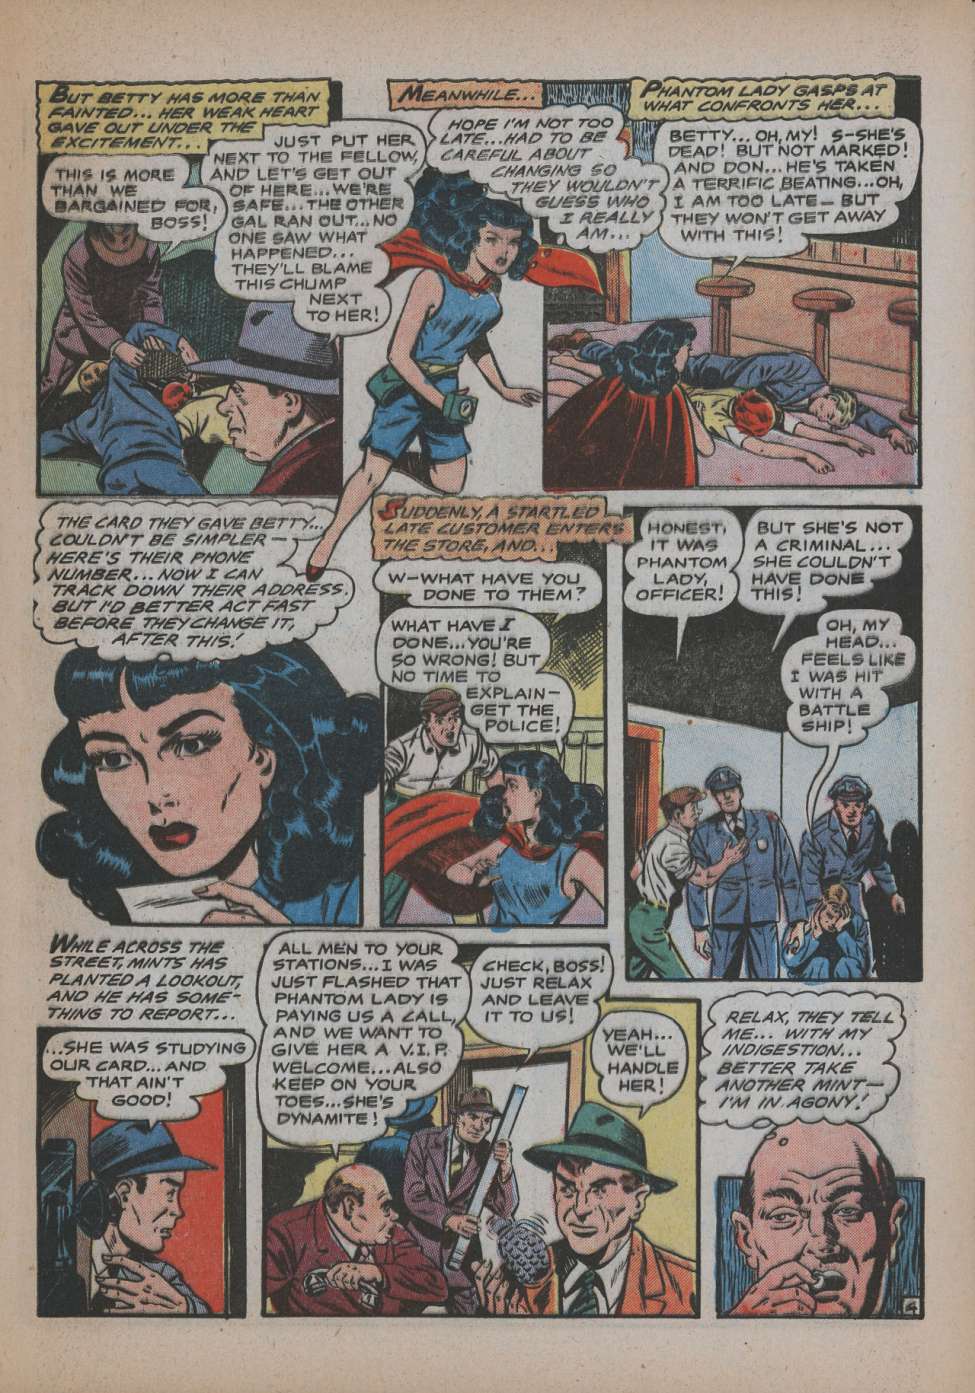 BUT BETTY HAS MORE THAN
FAINTED... HER WEAK HEART
GAVE OUT UNDER THE
EXCITEMENT...
THIS IS MORE
THAN WE
BARGAINED FOR,
BOSS!
JUST PUT HER
NEXT TO THE FELLOW,
AND LET'S GET OUT
OF HERE... WE'RE
SAFE... THE OTHER
GAL RAN OUT... NO
ONE SAW WHAT
HAPPENED...
THEY'LL BLAME
THIS CHUMP
NEXT
TO HER!
MEANWHILE...
HOPE I'M NOT TOO
LATE... HAD TO BE
CAREFUL ABOUT
CHANGING SO
THEY WOULDN'T
GUESS WHO
I REALLY
AM...
PHANTOM LADY GASPS AT
WHAT CONFRONTS HER...
BETTY... OH, MY! S-SHE'S
DEAD! BUT NOT MARKED!
AND DON... HE'S TAKEN
A TERRIFIC BEATING... OH,
I AM TOO LATE - BUT
THEY WON'T GET AWAY
WITH THIS!
THE CARD THEY GAVE BETTY...
COULDN'T BE SIMPLER -
HERE'S THEIR PHONE
NUMBER... NOW I CAN
TRACK DOWN THEIR ADDRESS.
BUT I'D BETTER ACT FAST
BEFORE THEY CHANGE IT,
AFTER THIS!
SUDDENLY, A STARTLED
LATE CUSTOMER ENTERS
THE STORE, AND...
W-WHAT HAVE YOU
DONE TO THEM?
WHAT HAVE I
DONE... YOU'RE
SO WRONG! BUT
NO TIME TO
EXPLAIN-
GET THE
POLICE!
HONEST,
IT WAS
PHANTOM
LADY,
OFFICER!
BUT SHE'S NOT
A CRIMINAL...
SHE COULDN'T
HAVE DONE
THIS!
OH, MY
HEAD...
FEELS LIKE
I WAS HIT
WITH A
BATTLE
SHIP!
WHILE ACROSS THE
STREET, MINTS HAS
PLANTED A LOOKOUT,
AND HE HAS SOME-
THING TO REPORT...
...SHE WAS STUDYING
OUR CARD... AND
THAT AIN'T
GOOD!
ALL MEN TO YOUR
STATIONS... I WAS
JUST FLASHED THAT
PHANTOM LADY IS
PAYING US A CALL,
AND WE WANT TO
GIVE HER A V.I.P.
WELCOME... ALSO
KEEP ON YOUR
TOES... SHE'S
DYNAMITE!
CHECK, BOSS!
JUST RELAX
AND LEAVE
IT TO US!
YEAH...
WE'LL
HANDLE
HER!
RELAX, THEY TELL
ME... WITH MY
INDIGESTION...
BETTER TAKE
ANOTHER MINT -
I'M IN AGONY!
4